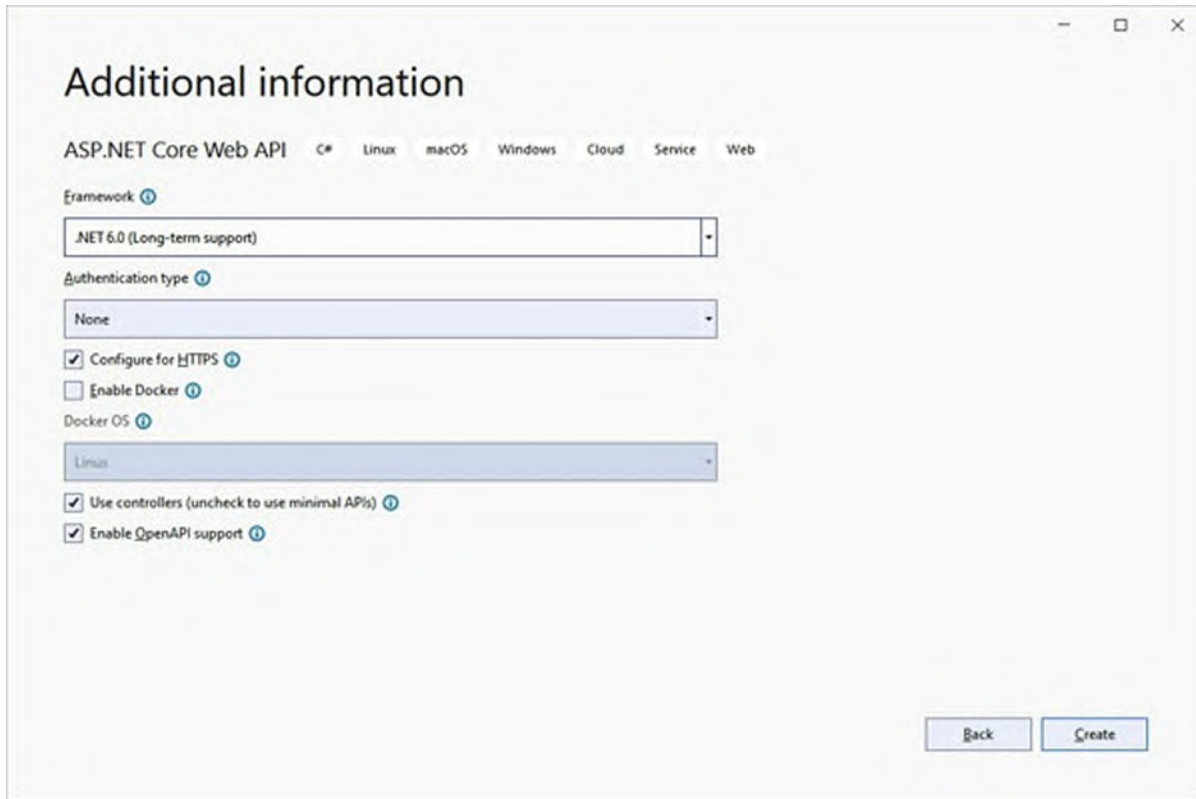 Additional information
ASP.NET Core Web API C# Linux macOS Windows Cloud Service Web
Framework
.NET 6.0 (Long-term support)
Authentication type
None
Configure for HTTPS
Enable Docker
Docker OS
Linux
Use controllers (uncheck to use minimal APIs)
Enable OpenAPI support
Back Create